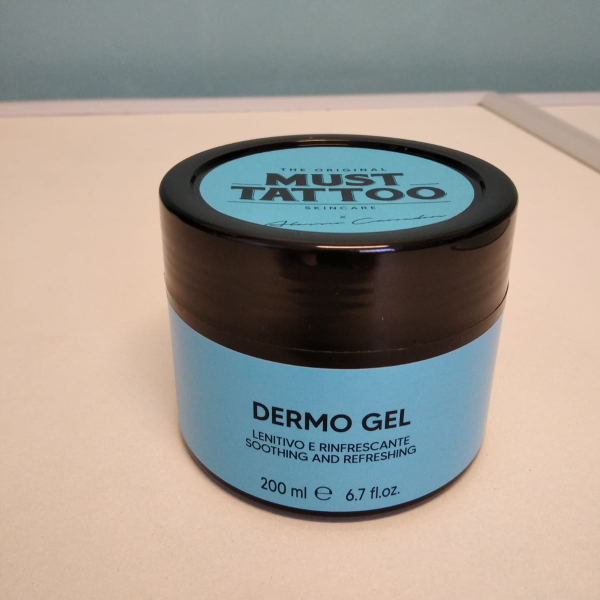 THE ORIGINAL
MUST
TATTOO
SKINCARE
x
DERMO GEL
LENITIVO E RINFRESCANTE
SOOTHING AND REFRESHING
200 ml ℮ 6.7 fl.oz.